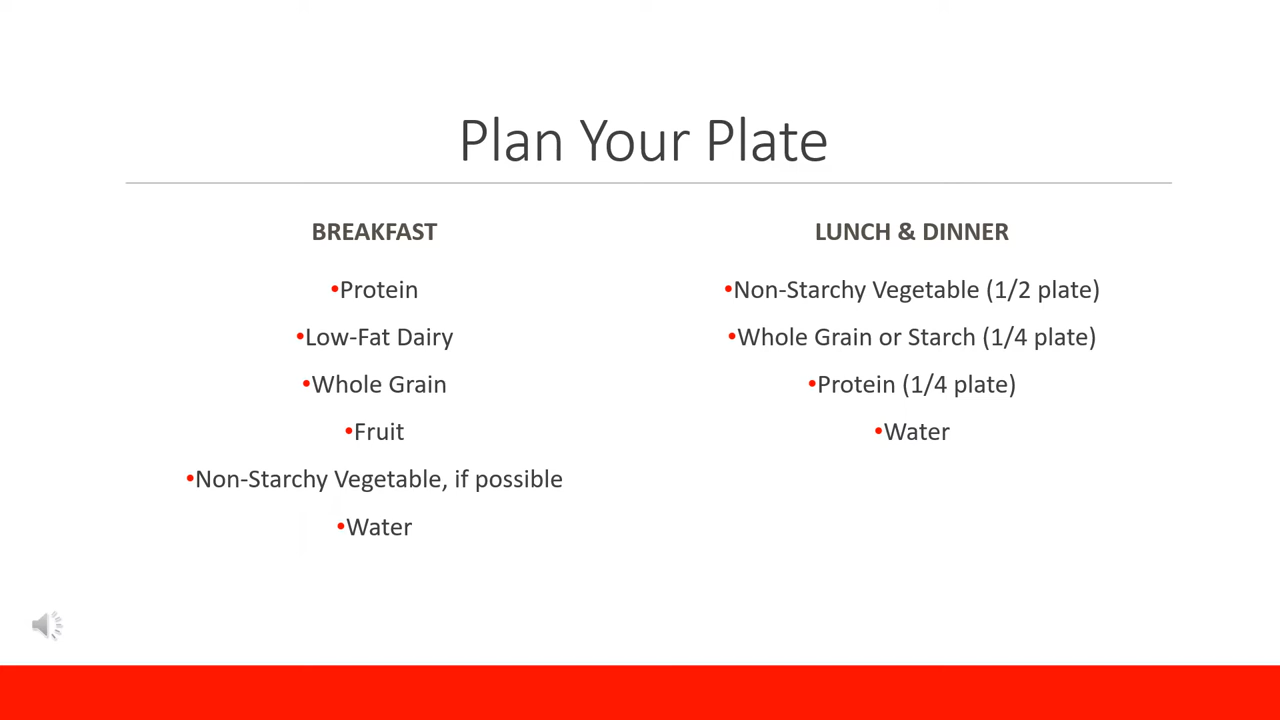 Plan Your Plate
BREAKFAST
•Protein
•Low-Fat Dairy
•Whole Grain
•Fruit
•Non-Starchy Vegetable, if possible
•Water
LUNCH & DINNER
•Non-Starchy Vegetable (1/2 plate)
•Whole Grain or Starch (1/4 plate)
•Protein (1/4 plate)
•Water